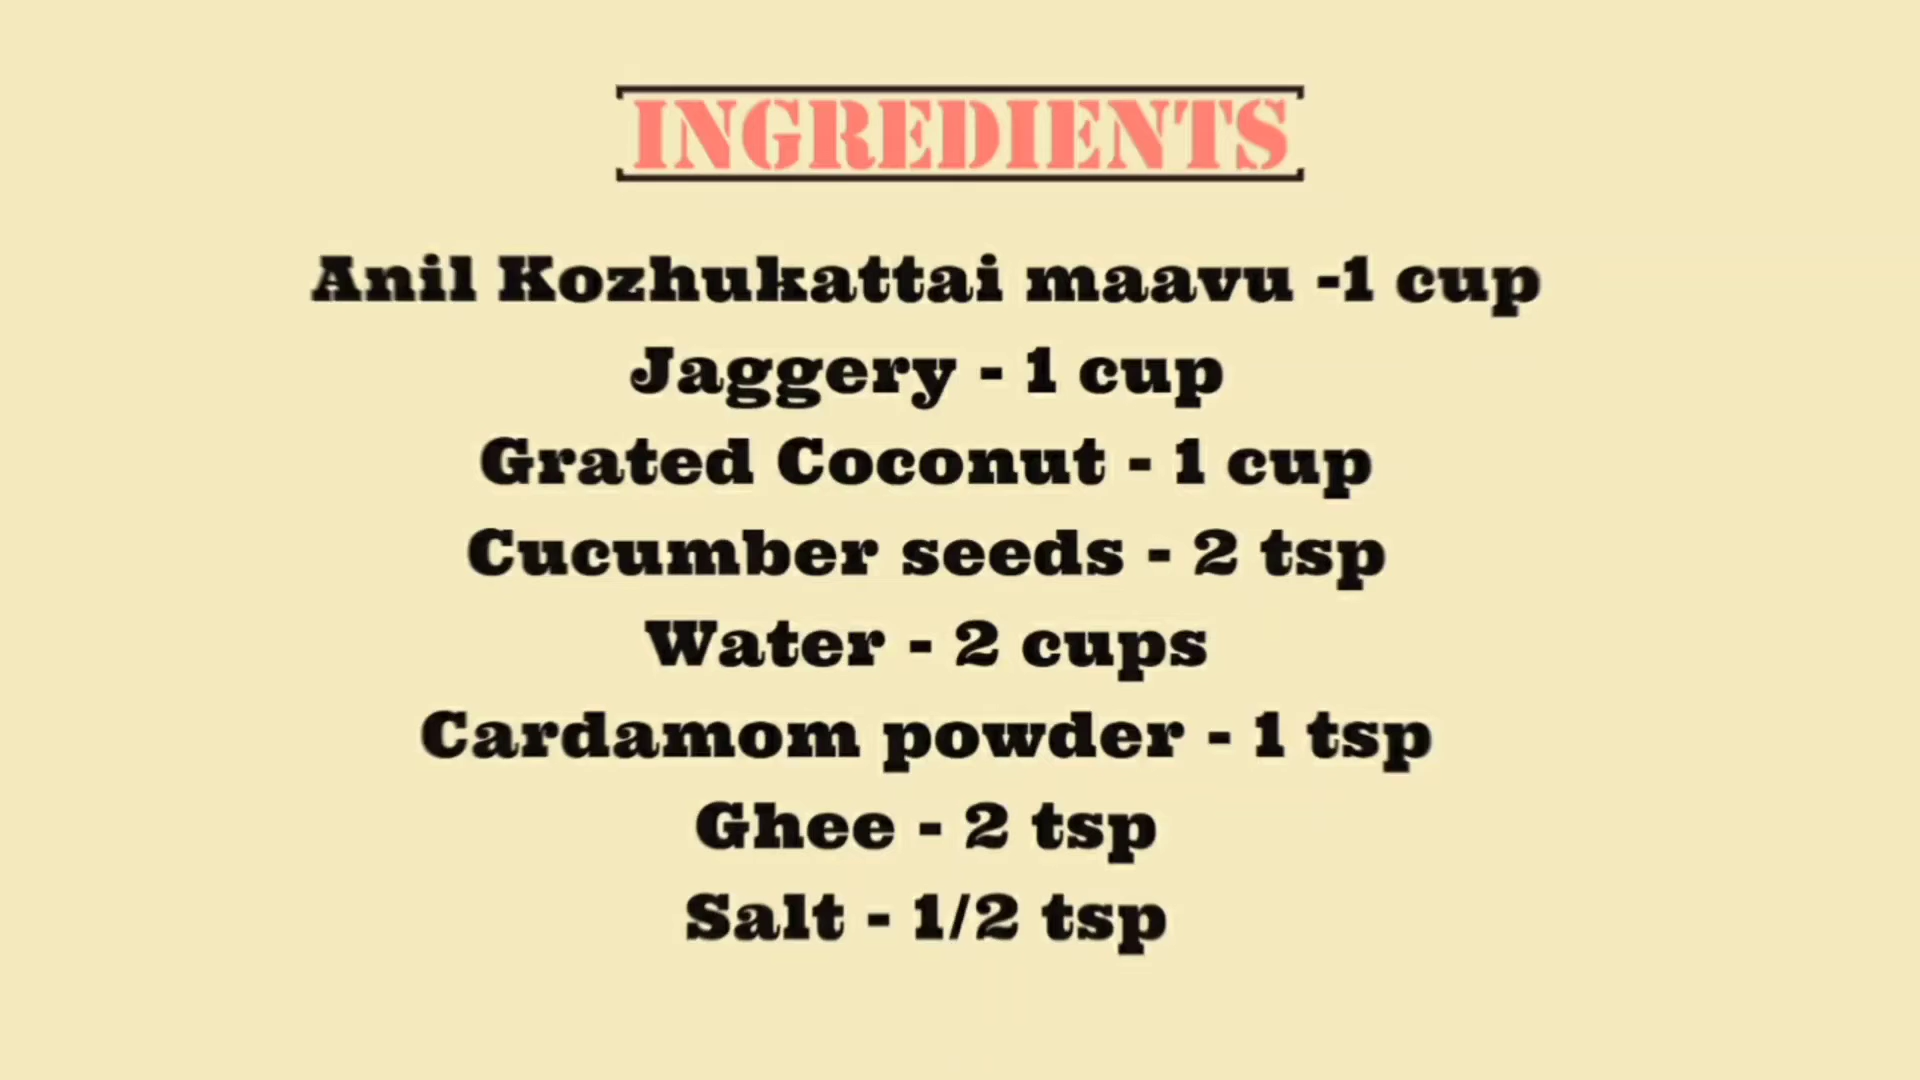 INGREDIENTS
Anil Kozhukattai maavu -1 cup
Jaggery - 1 cup
Grated Coconut - 1 cup
Cucumber seeds - 2 tsp
Water - 2 cups
Cardamom powder - 1 tsp
Ghee - 2 tsp
Salt - 1/2 tsp